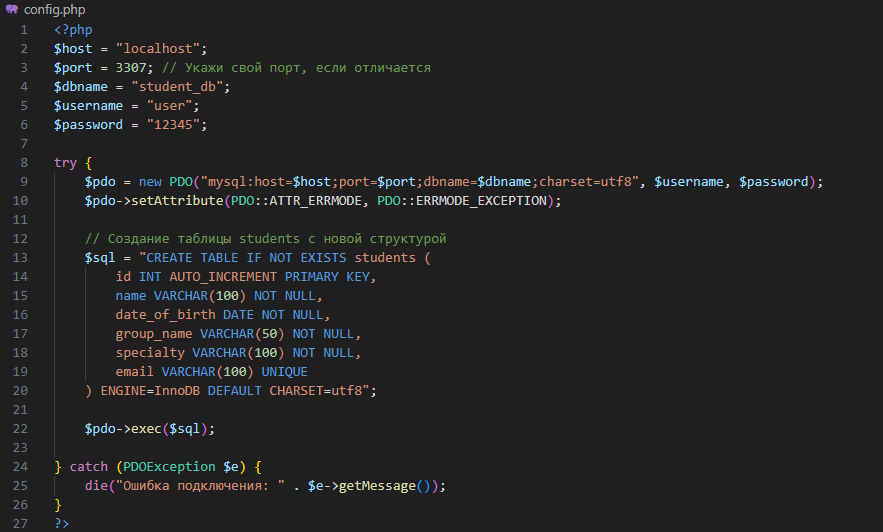 config.php
1 <?php
2 $host = "localhost";
3 $port = 3307; // Укажи свой порт, если отличается
4 $dbname = "student_db";
5 $username = "user";
6 $password = "12345";
7
8 try {
9     $pdo = new PDO("mysql:host=$host;port=$port;dbname=$dbname;charset=utf8", $username, $password);
10     $pdo->setAttribute(PDO::ATTR_ERRMODE, PDO::ERRMODE_EXCEPTION);
11
12     // Создание таблицы students с новой структурой
13     $sql = "CREATE TABLE IF NOT EXISTS students (
14         id INT AUTO_INCREMENT PRIMARY KEY,
15         name VARCHAR(100) NOT NULL,
16         date_of_birth DATE NOT NULL,
17         group_name VARCHAR(50) NOT NULL,
18         specialty VARCHAR(100) NOT NULL,
19         email VARCHAR(100) UNIQUE
20     ) ENGINE=InnoDB DEFAULT CHARSET=utf8";
21
22     $pdo->exec($sql);
23
24 } catch (PDOException $e) {
25     die("Ошибка подключения: " . $e->getMessage());
26 }
27 ?>